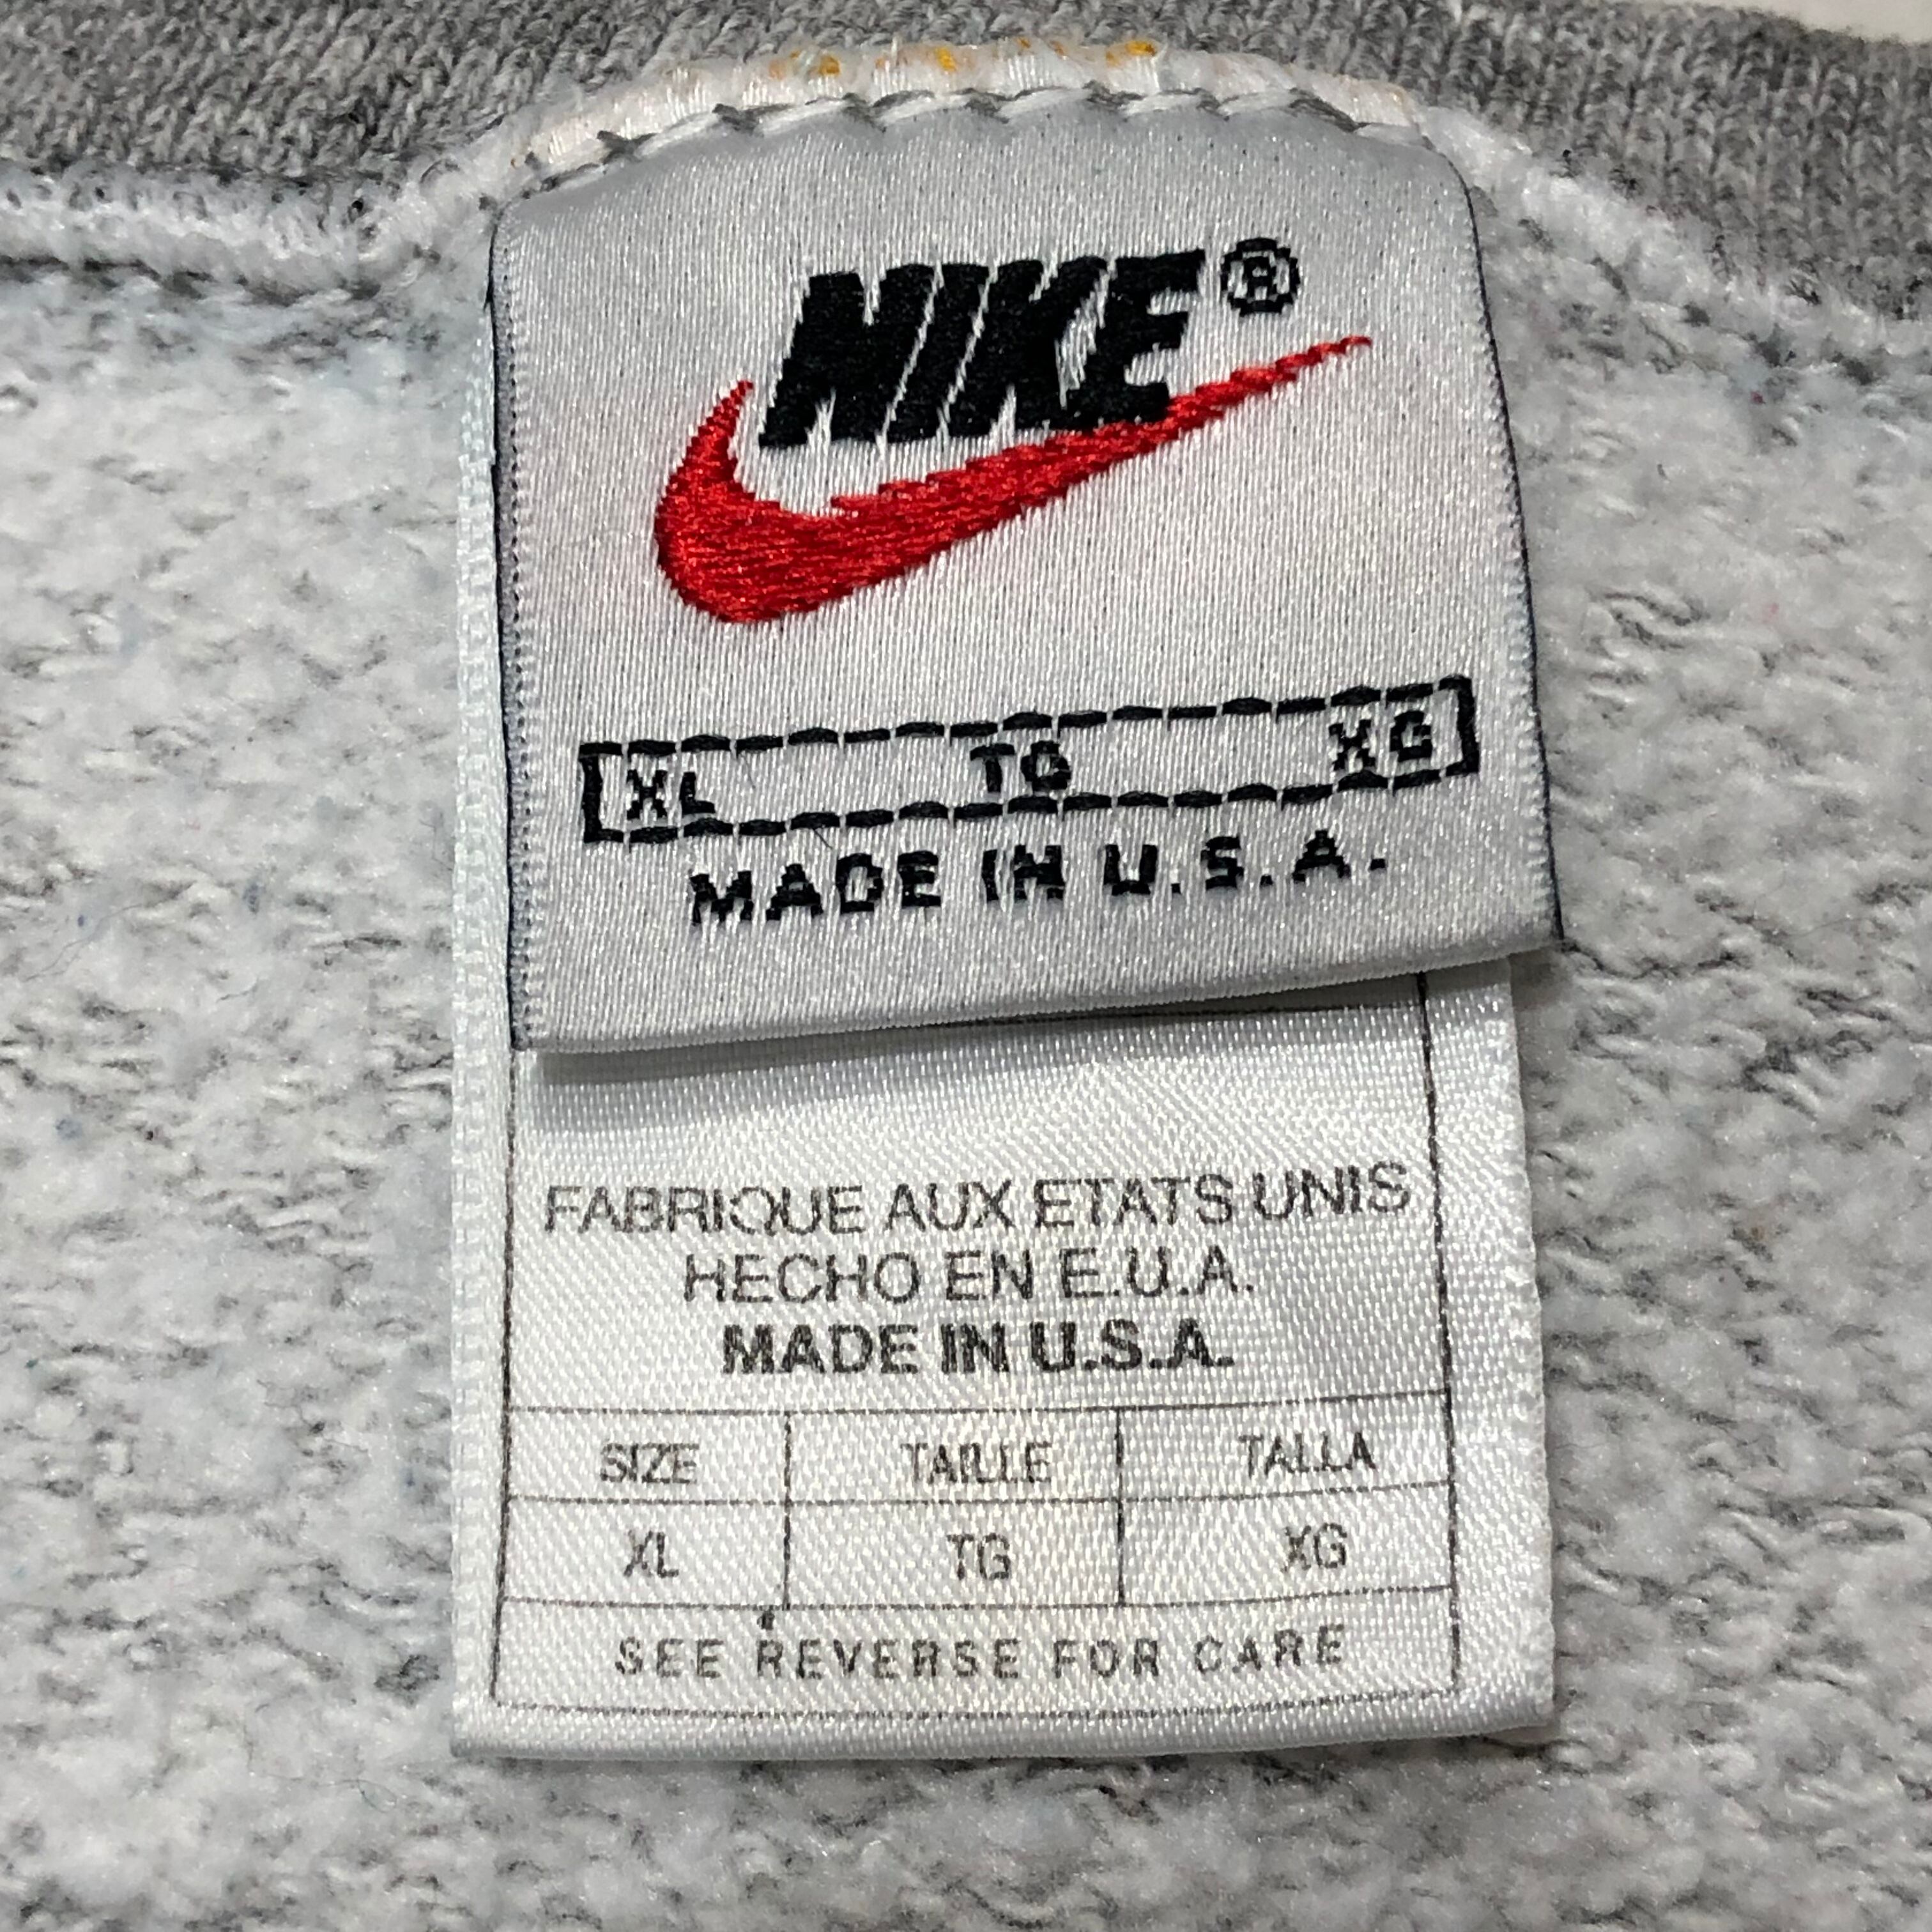 NIKE®
XL TG XG
MADE IN U.S.A.
FABRIQUE AUX ETATS UNIS
HECHO EN E.U.A.
MADE IN U.S.A.
SIZE TAILLE TALLA
XL TG XG
SEE REVERSE FOR CARE